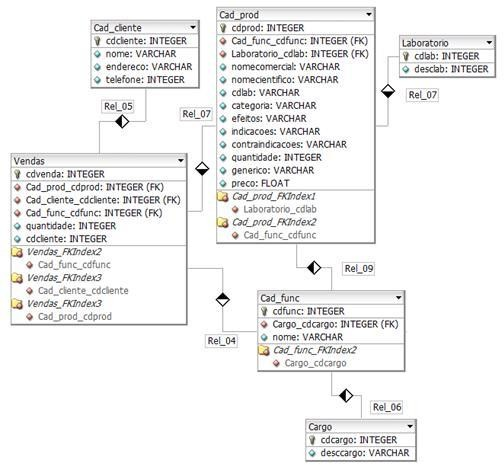 Cad_cliente
cdcliente: INTEGER
nome: VARCHAR
endereco: VARCHAR
telefone: INTEGER
Cad_prod
cdprod: INTEGER
Cad_func_cdfunc: INTEGER (FK)
Laboratorio_cdlab: INTEGER (FK)
nomecomercial: VARCHAR
nomecientifico: VARCHAR
cdlab: VARCHAR
categoria: VARCHAR
efeitos: VARCHAR
indicacoes: VARCHAR
contraindicacoes: VARCHAR
quantidade: INTEGER
generico: VARCHAR
preco: FLOAT
Cad_prod_FKIndex1
Laboratorio_cdlab
Cad_prod_FKIndex2
Cad_func_cdfunc
Laboratorio
cdlab: INTEGER
desclab: INTEGER
Rel_05
Rel_07
Rel_07
Vendas
cdvenda: INTEGER
Cad_prod_cdprod: INTEGER (FK)
Cad_cliente_cdcliente: INTEGER (FK)
Cad_func_cdfunc: INTEGER (FK)
quantidade: INTEGER
cdcliente: INTEGER
Vendas_FKIndex2
Cad_func_cdfunc
Vendas_FKIndex3
Cad_cliente_cdcliente
Vendas_FKIndex3
Cad_prod_cdprod
Rel_09
Rel_04
Cad_func
cdfunc: INTEGER
Cargo_cdcargo: INTEGER (FK)
nome: VARCHAR
Cad_func_FKIndex2
Cargo_cdcargo
Rel_06
Cargo
cdcargo: INTEGER
desccargo: VARCHAR